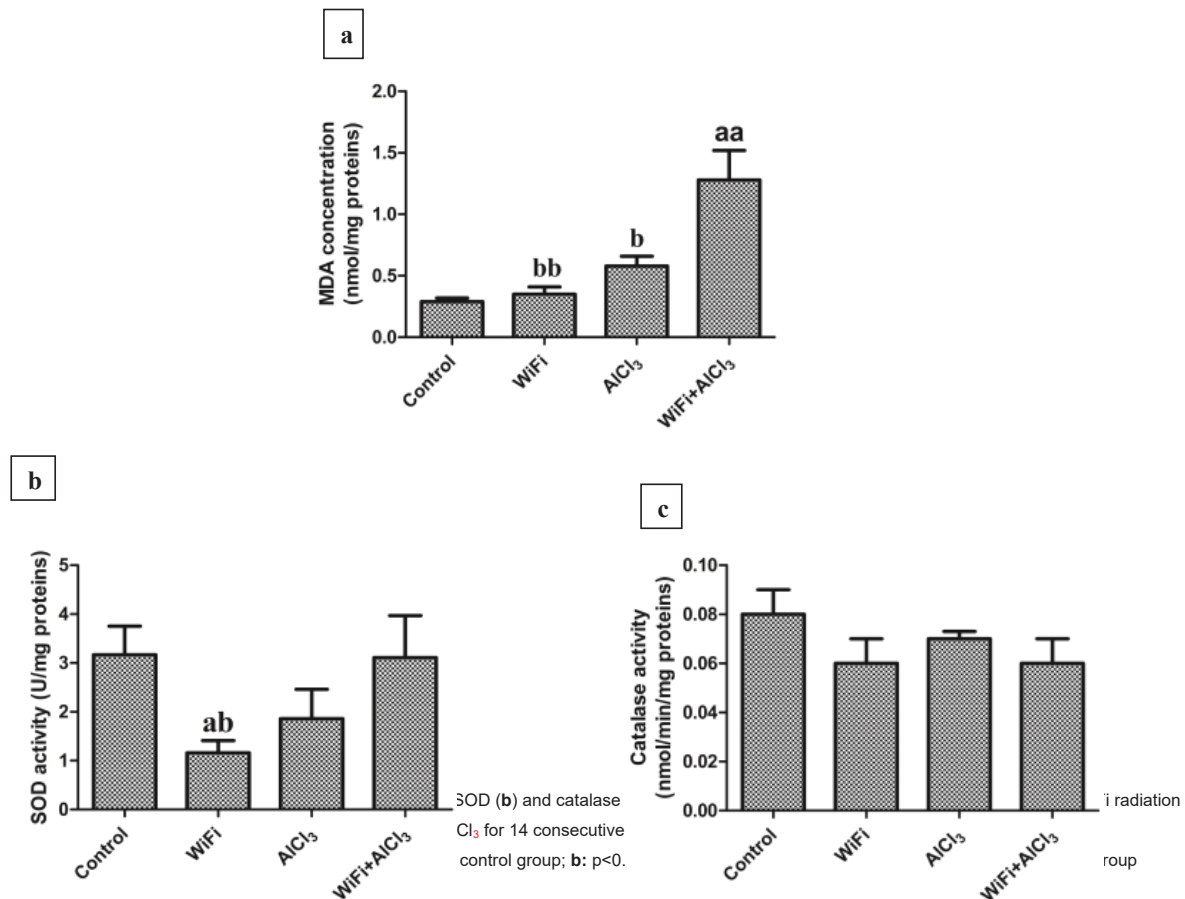 a
MDA concentration
(nmol/mg proteins)
2.0
1.5
1.0
0.5
0.0
bb
b
aa
Control
WiFi
AlCl₃
WiFi+AlCl₃
b
SOD activity (U/mg proteins)
5
4
3
2
1
0
ab
Control
WiFi
AlCl₃
WiFi+AlCl₃
c
Catalase activity
(nmol/min/mg proteins)
0.10
0.08
0.06
0.04
0.02
0.00
Control
WiFi
AlCl₃
WiFi+AlCl₃
SOD (b) and catalase
radiation
Cl₃ for 14 consecutive
control group; b: p<0.